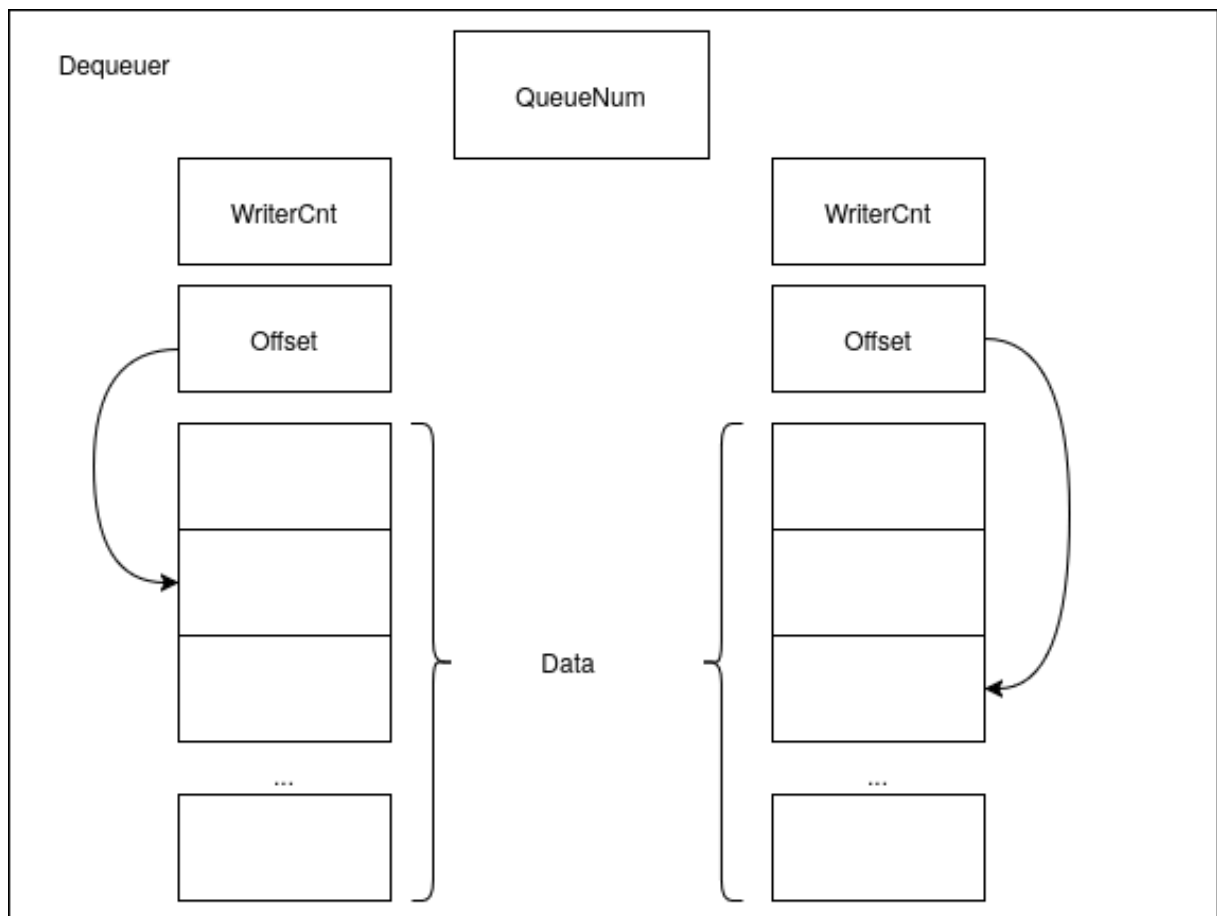 Dequeuer
QueueNum
WriterCnt
WriterCnt
Offset
Offset
Data
...
...